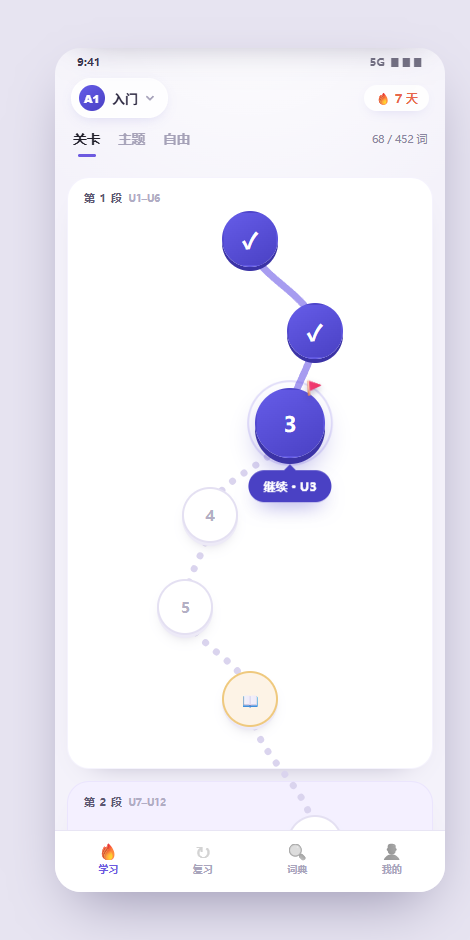 9:41 5G
A1 入门 7 天
关卡 主题 自由 68 / 452 词
第 1 段 U1–U6
3
继续 • U3
4
5
第 2 段 U7–U12
学习 复习 词典 我的